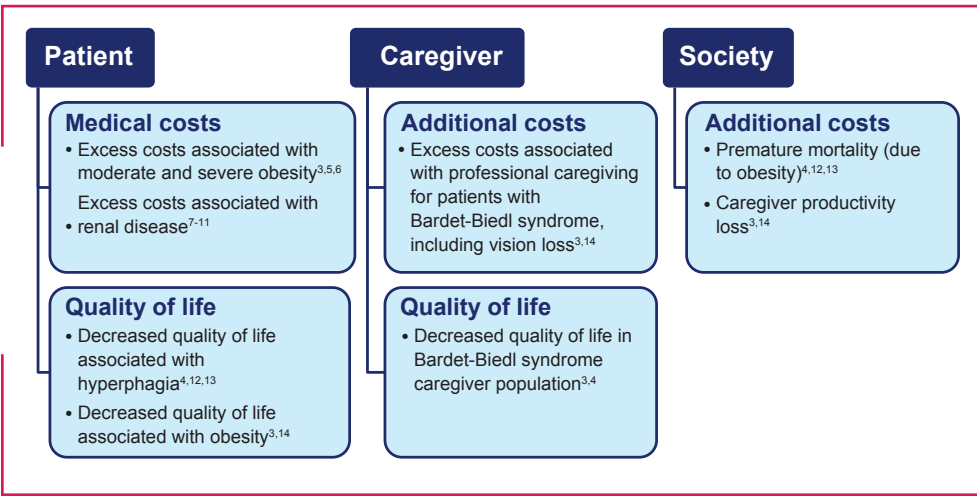 Patient
Medical costs
• Excess costs associated with
moderate and severe obesity3,5,6
Excess costs associated with
• renal disease7-11
Quality of life
• Decreased quality of life
associated with
hyperphagia4,12,13
• Decreased quality of life
associated with obesity3,14
Caregiver
Additional costs
• Excess costs associated
with professional caregiving
for patients with
Bardet-Biedl syndrome,
including vision loss3,14
Quality of life
• Decreased quality of life in
Bardet-Biedl syndrome
caregiver population3,4
Society
Additional costs
• Premature mortality (due
to obesity)4,12,13
• Caregiver productivity
loss3,14